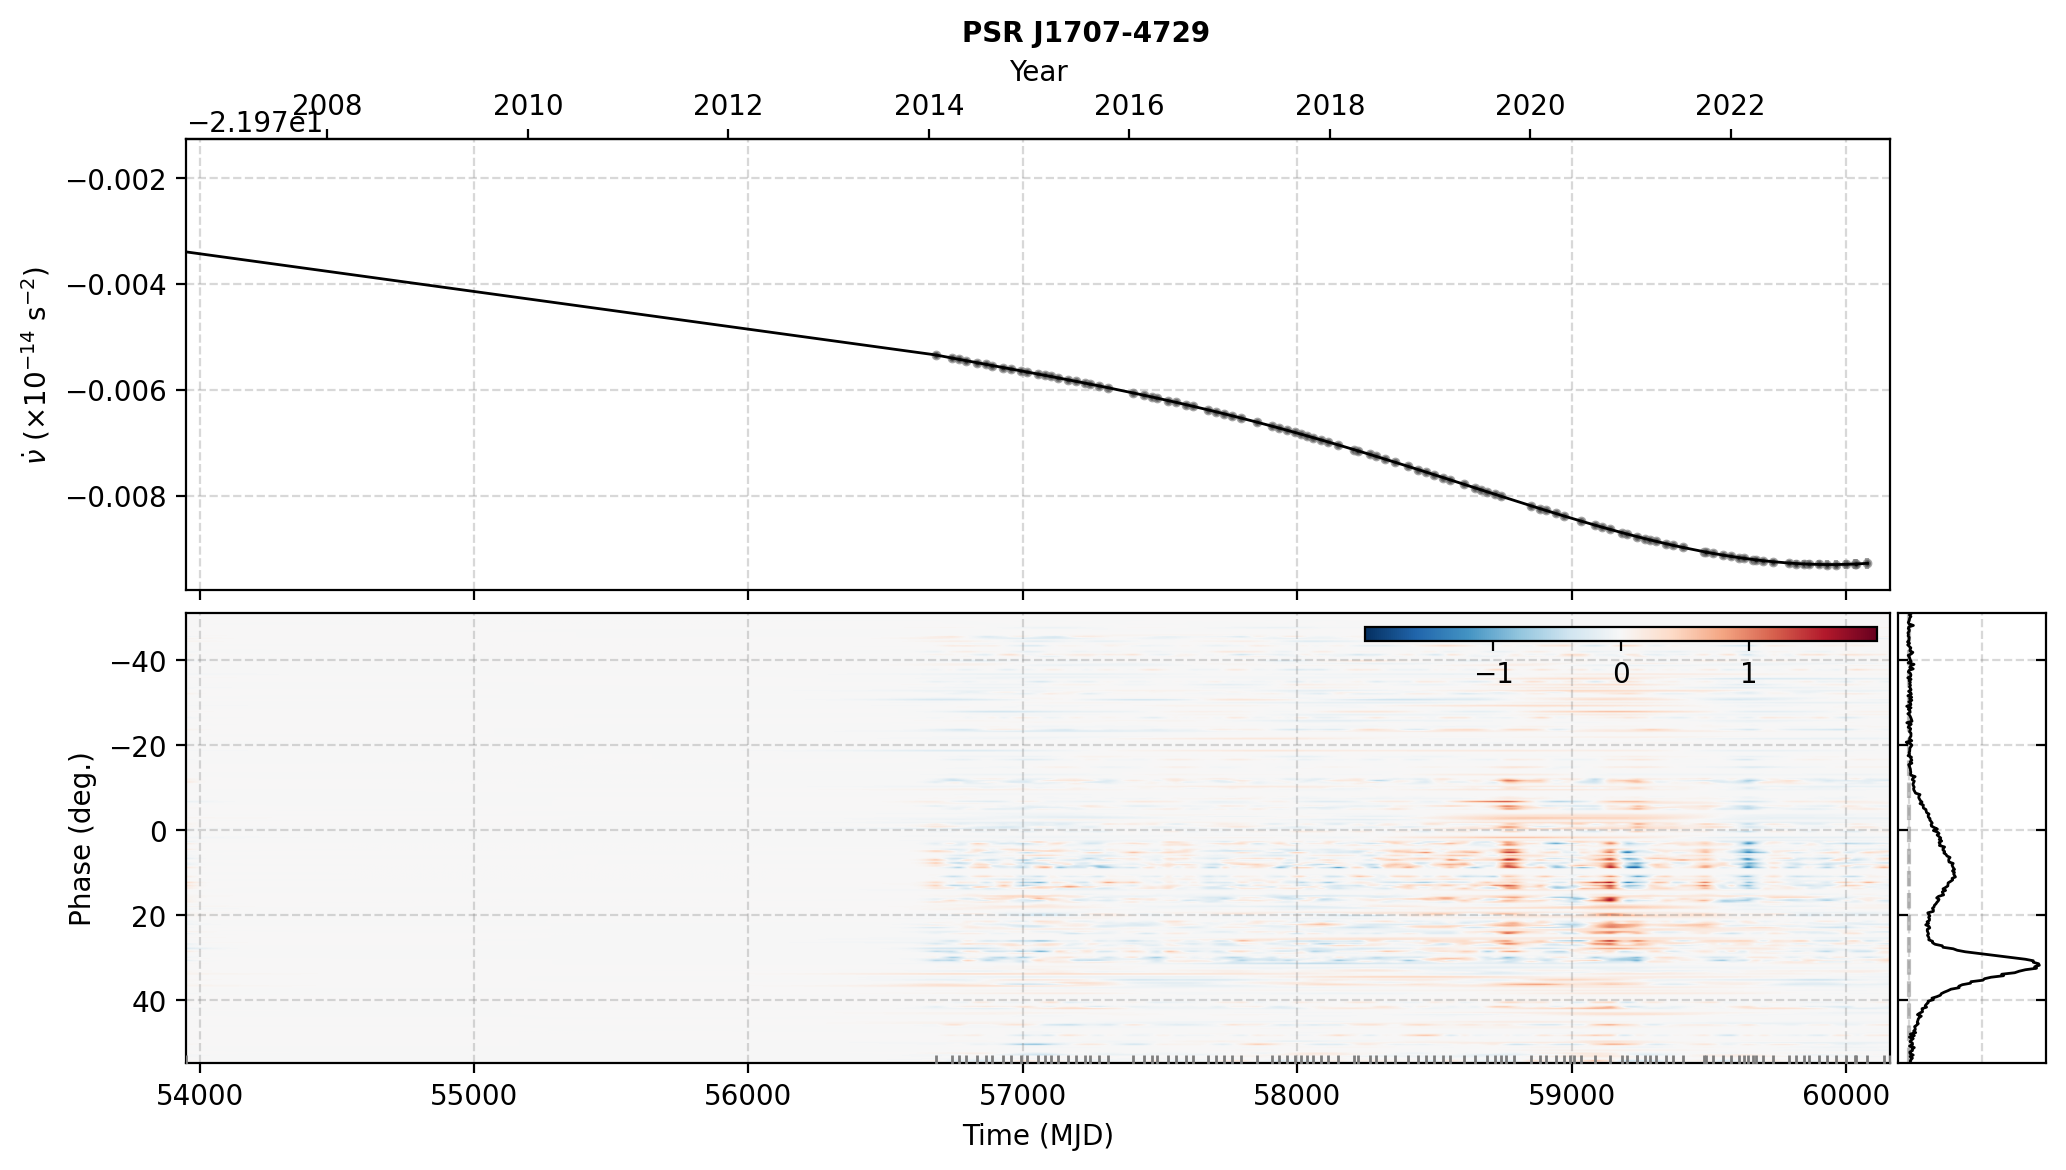 PSR J1707-4729
Year
2008 2010 2012 2014 2016 2018 2020 2022
−2.197e1
−0.002
−0.004
−0.006
−0.008
ν̇ (×10⁻¹⁴ s⁻²)
−1 0 1
−40
−20
0
20
40
Phase (deg.)
54000 55000 56000 57000 58000 59000 60000
Time (MJD)